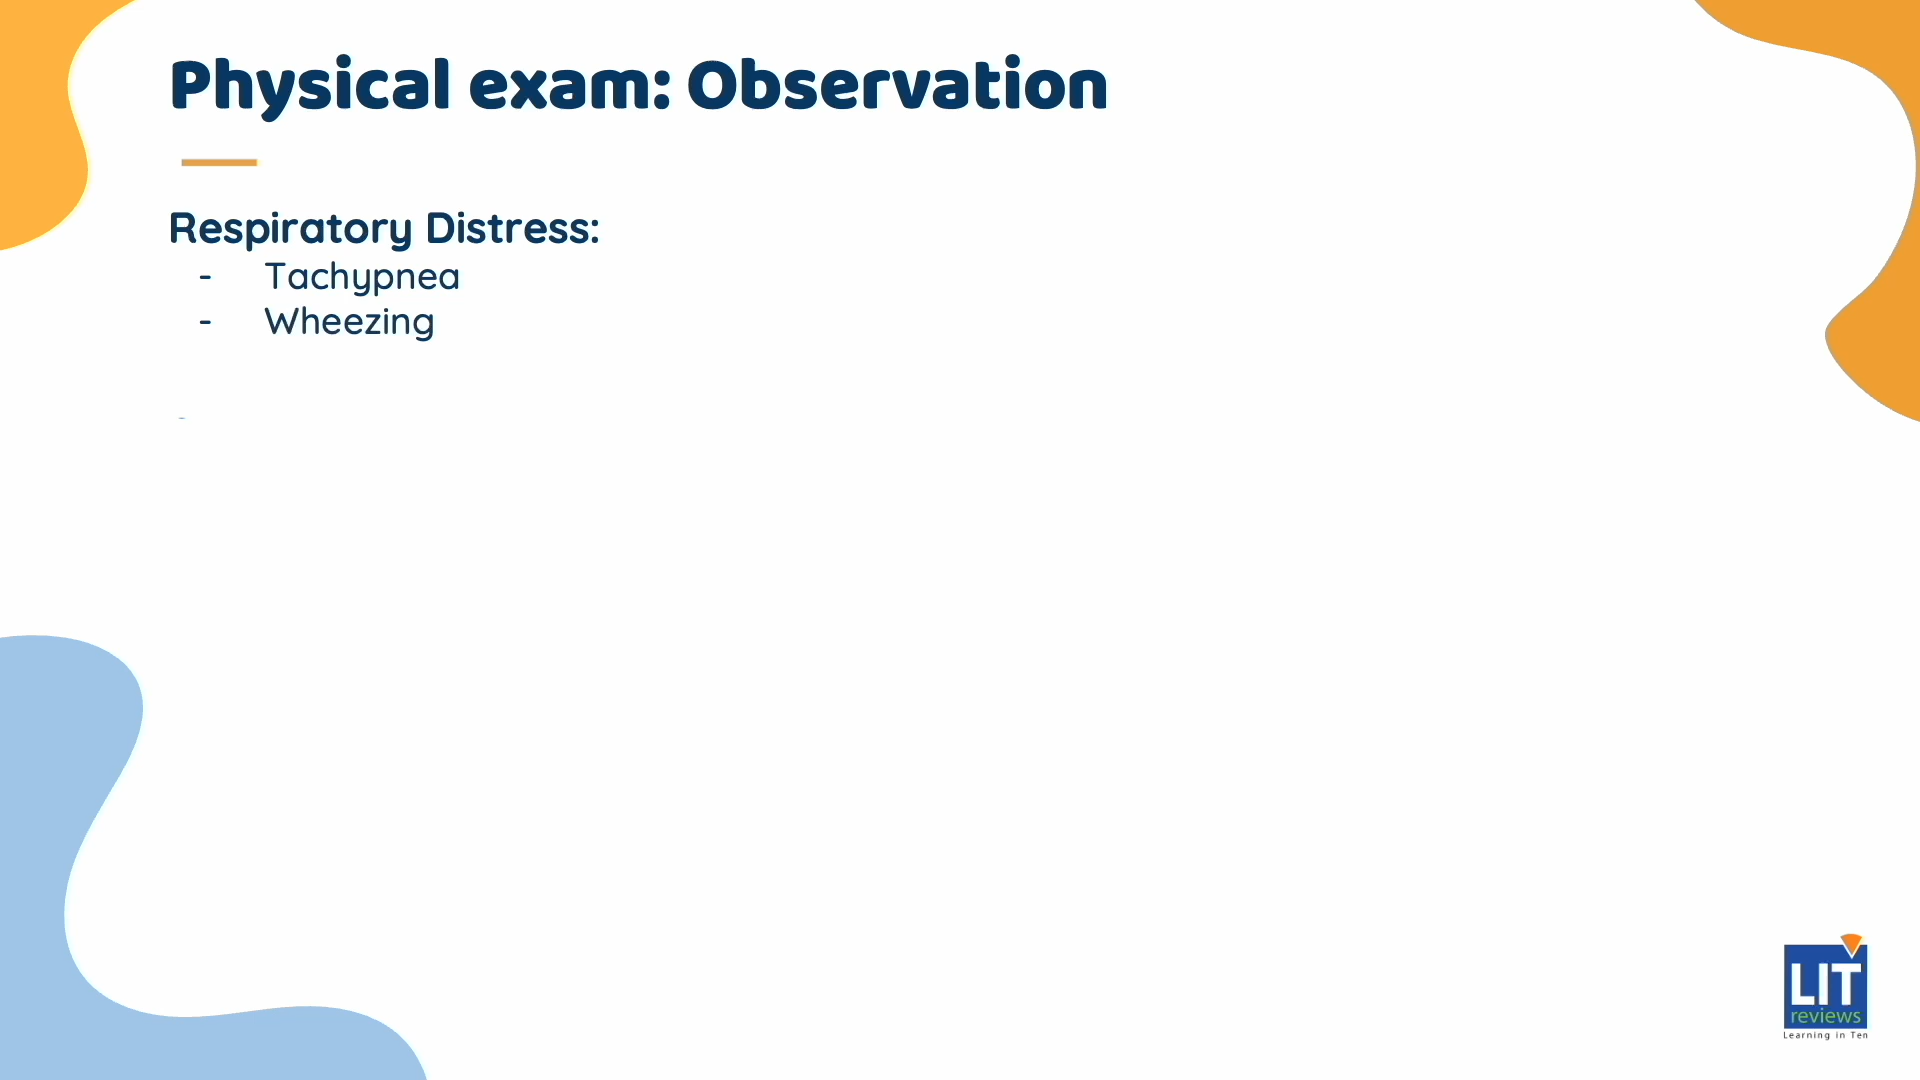 Physical exam: Observation
Respiratory Distress:
- Tachypnea
- Wheezing
-
LIT
reviews
Learning in Ten